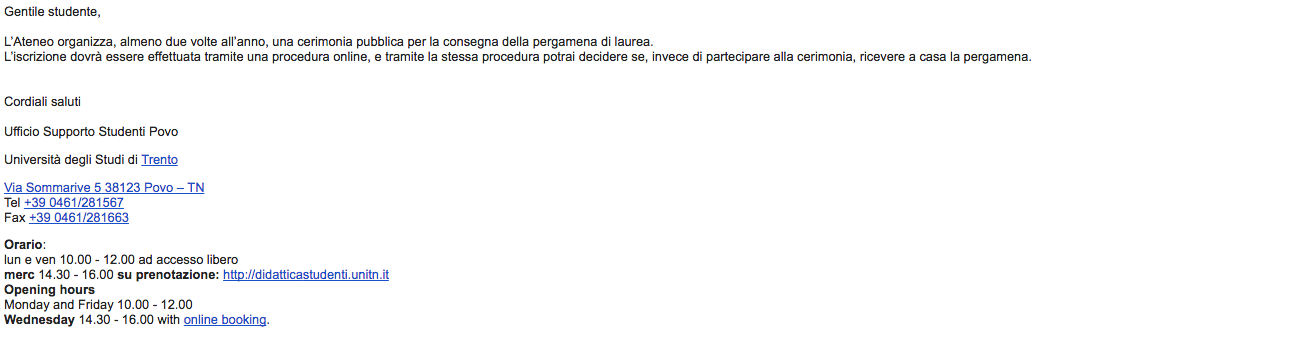 Gentile studente,
L'Ateneo organizza, almeno due volte all'anno, una cerimonia pubblica per la consegna della pergamena di laurea.
L'iscrizione dovrà essere effettuata tramite una procedura online, e tramite la stessa procedura potrai decidere se, invece di partecipare alla cerimonia, ricevere a casa la pergamena.
Cordiali saluti
Ufficio Supporto Studenti Povo
Università degli Studi di Trento
Via Sommarive 5 38123 Povo – TN
Tel +39 0461/281567
Fax +39 0461/281663
Orario:
lun e ven 10.00 - 12.00 ad accesso libero
merc 14.30 - 16.00 su prenotazione: http://didatticastudenti.unitn.it
Opening hours
Monday and Friday 10.00 - 12.00
Wednesday 14.30 - 16.00 with online booking.